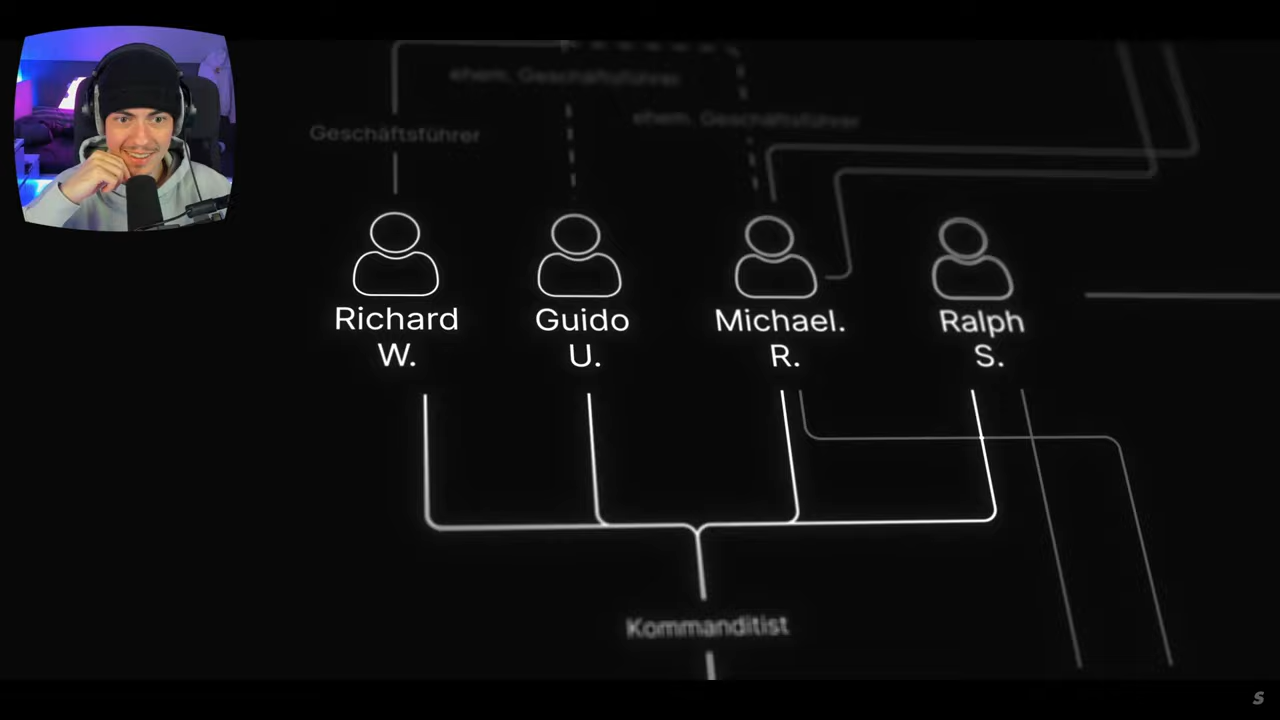 ehem. Geschäftsführer
ehem. Geschäftsführer
Geschäftsführer
Richard
W.
Guido
U.
Michael.
R.
Ralph
S.
Kommanditist
S